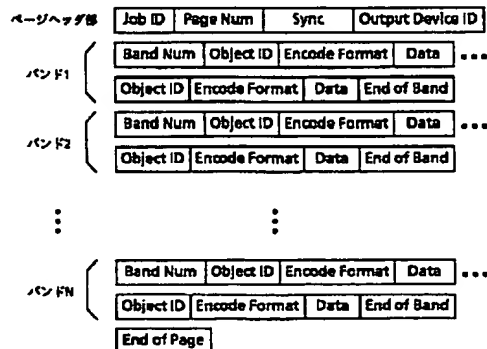 ページヘッダ部 Job ID Page Num Sync Output Device ID
Band Num Object ID Encode Format Data •••
バンド1
Object ID Encode Format Data End of Band
Band Num Object ID Encode Format Data •••
バンド2
Object ID Encode Format Data End of Band
Band Num Object ID Encode Format Data •••
バンドN
Object ID Encode Format Data End of Band
End of Page